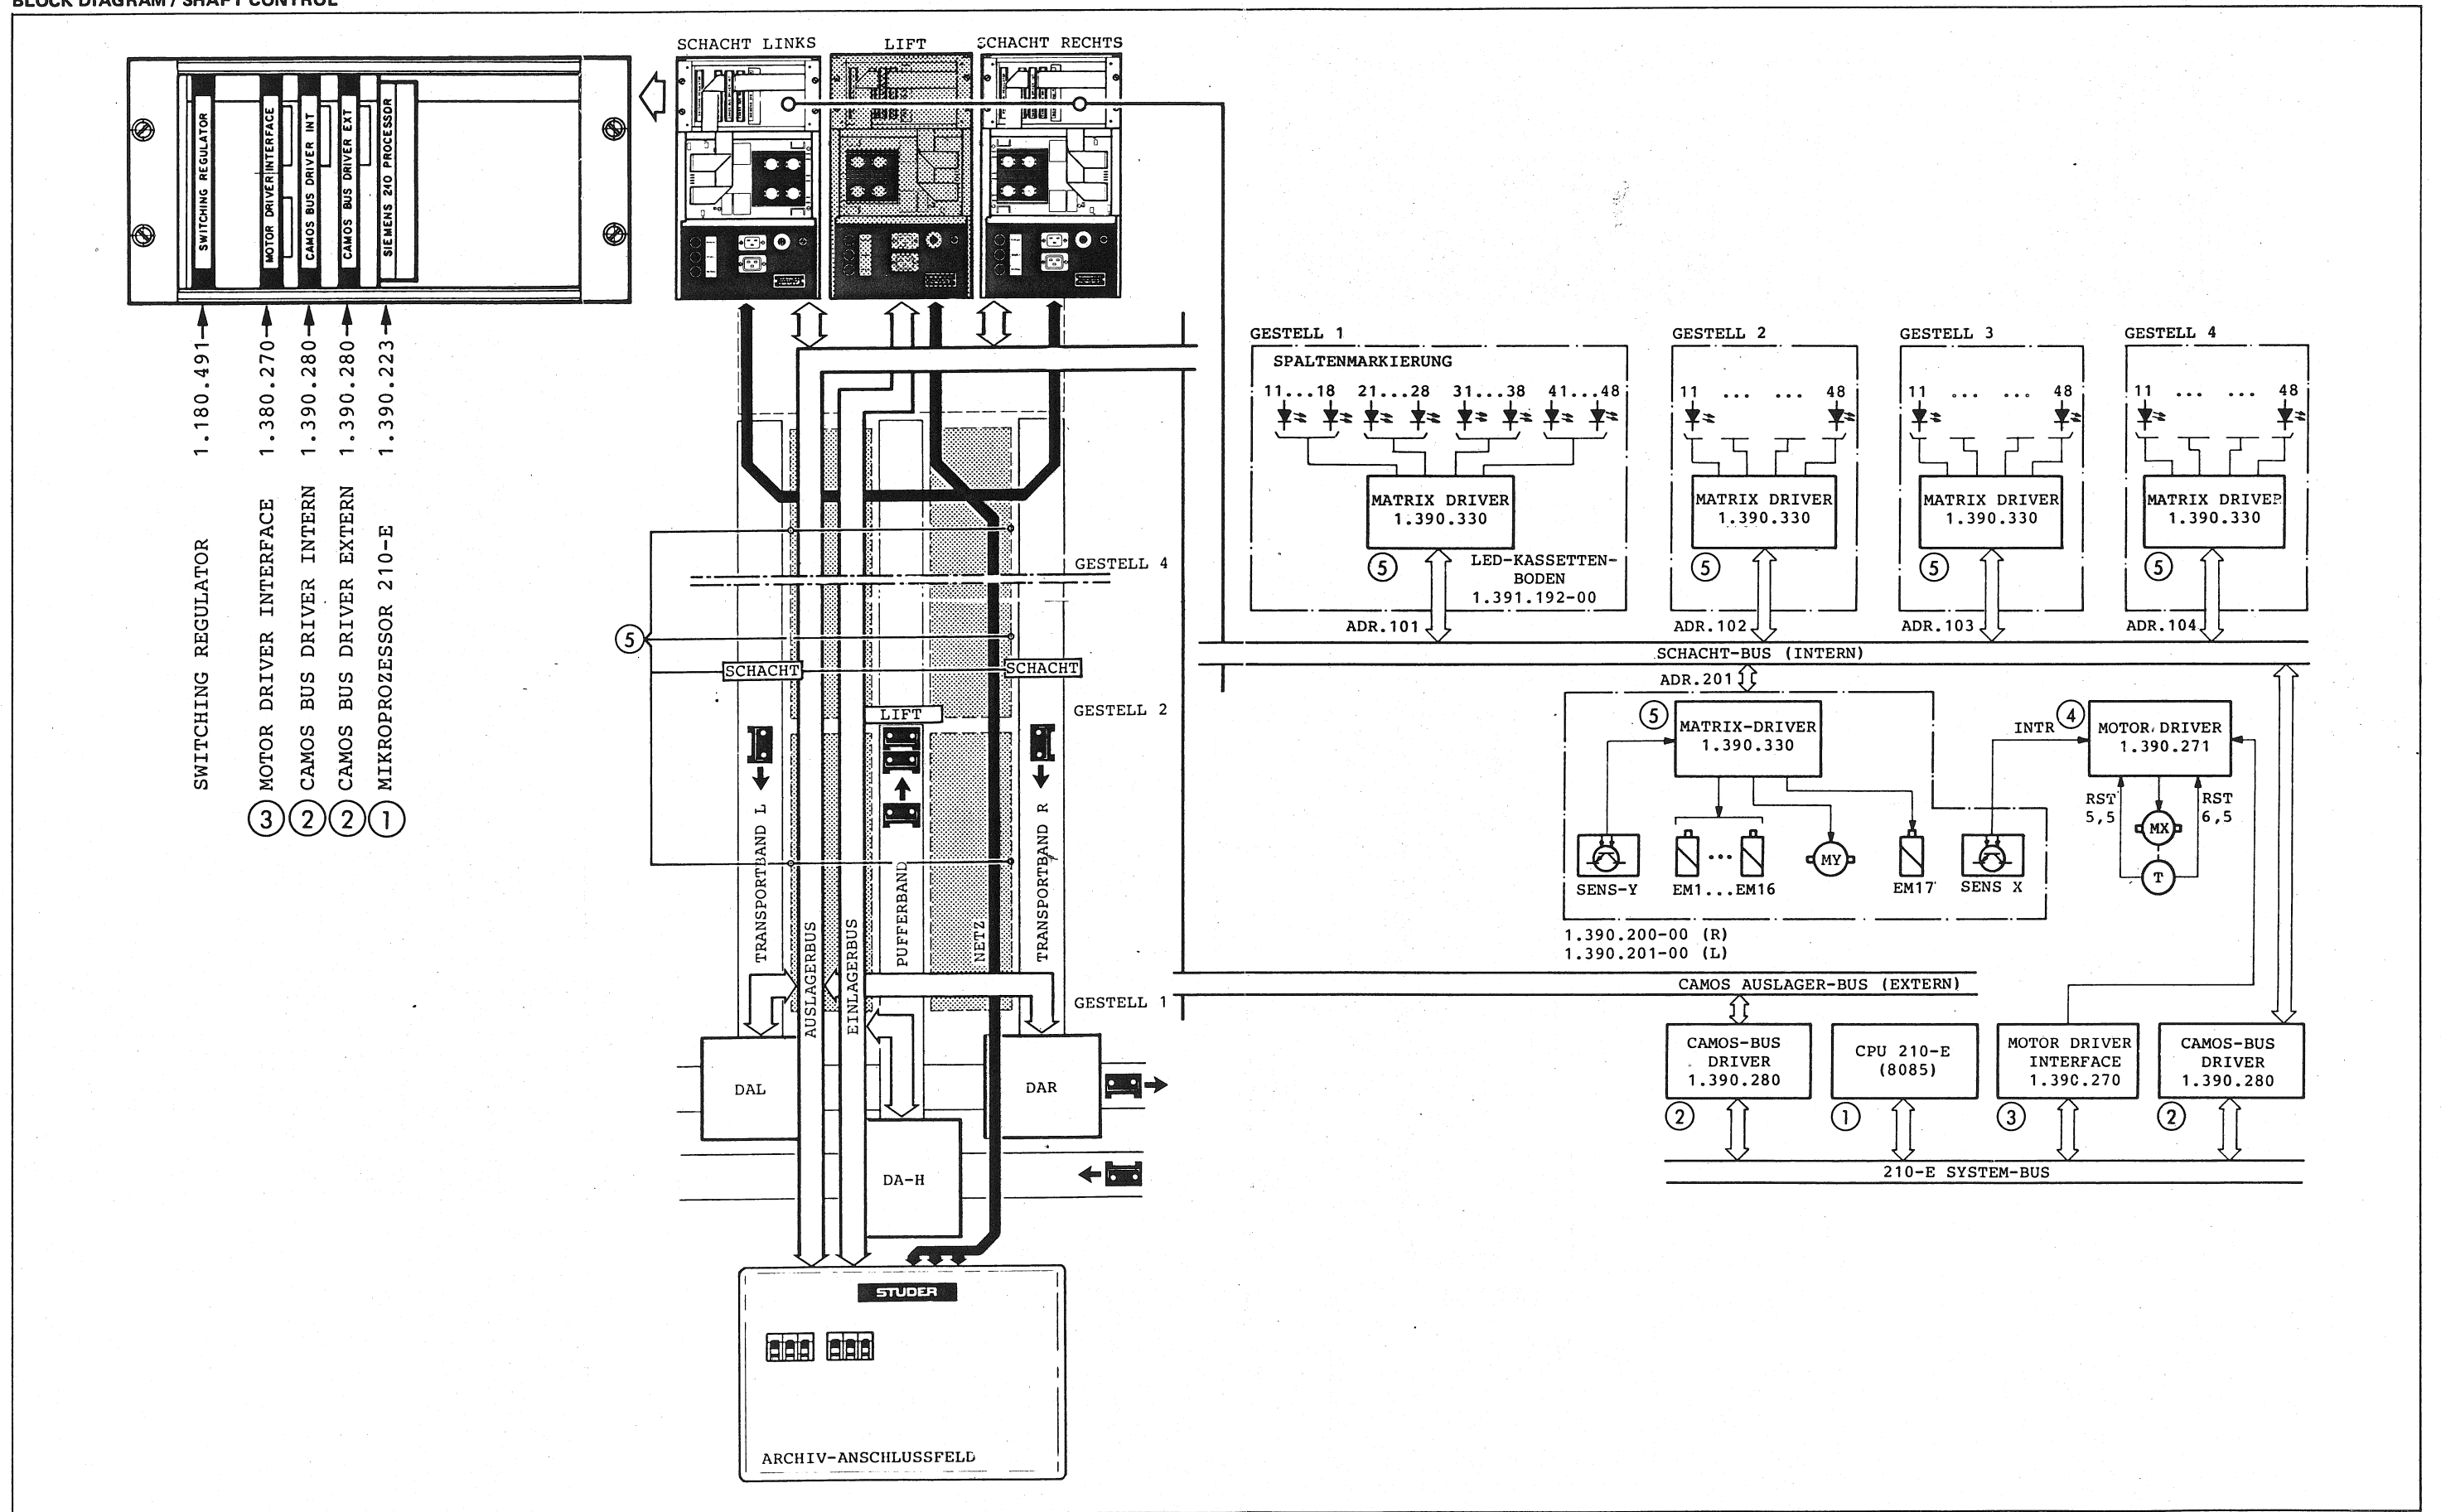 BLOCK DIAGRAM / SHAFT CONTROL
SCHACHT LINKS
LIFT
SCHACHT RECHTS
SWITCHING REGULATOR
MOTOR DRIVER INTERFACE
CAMOS BUS DRIVER INT
CAMOS BUS DRIVER EXT
SIEMENS 240 PROCESSOR
SWITCHING REGULATOR 1.180.491
3 MOTOR DRIVER INTERFACE 1.380.270
2 CAMOS BUS DRIVER INTERN 1.390.280
2 CAMOS BUS DRIVER EXTERN 1.390.280
1 MIKROPROZESSOR 210-E 1.390.223
GESTELL 4
5
SCHACHT
SCHACHT
LIFT
GESTELL 2
TRANSPORTBAND L
AUSLAGERBUS
EINLAGERBUS
PUFFERBAND
NETZ
TRANSPORTBAND R
GESTELL 1
DAL
DAR
DA-H
STUDER
ARCHIV-ANSCHLUSSFELD
GESTELL 1
SPALTENMARKIERUNG
11...18 21...28 31...38 41...48
MATRIX DRIVER
1.390.330
5
LED-KASSETTEN-
BODEN
1.391.192-00
ADR.101
GESTELL 2
11 ... ... 48
MATRIX DRIVER
1.390.330
5
ADR.102
GESTELL 3
11 ... ... 48
MATRIX DRIVER
1.390.330
5
ADR.103
GESTELL 4
11 ... ... 48
MATRIX DRIVER
1.390.330
5
ADR.104
SCHACHT-BUS (INTERN)
ADR.201
5
MATRIX-DRIVER
1.390.330
INTR
4
MOTOR DRIVER
1.390.271
RST
5,5
RST
6,5
MX
T
SENS-Y
EM1...EM16
MY
EM17
SENS X
1.390.200-00 (R)
1.390.201-00 (L)
CAMOS AUSLAGER-BUS (EXTERN)
CAMOS-BUS
DRIVER
1.390.280
2
CPU 210-E
(8085)
1
MOTOR DRIVER
INTERFACE
1.390.270
3
CAMOS-BUS
DRIVER
1.390.280
2
210-E SYSTEM-BUS